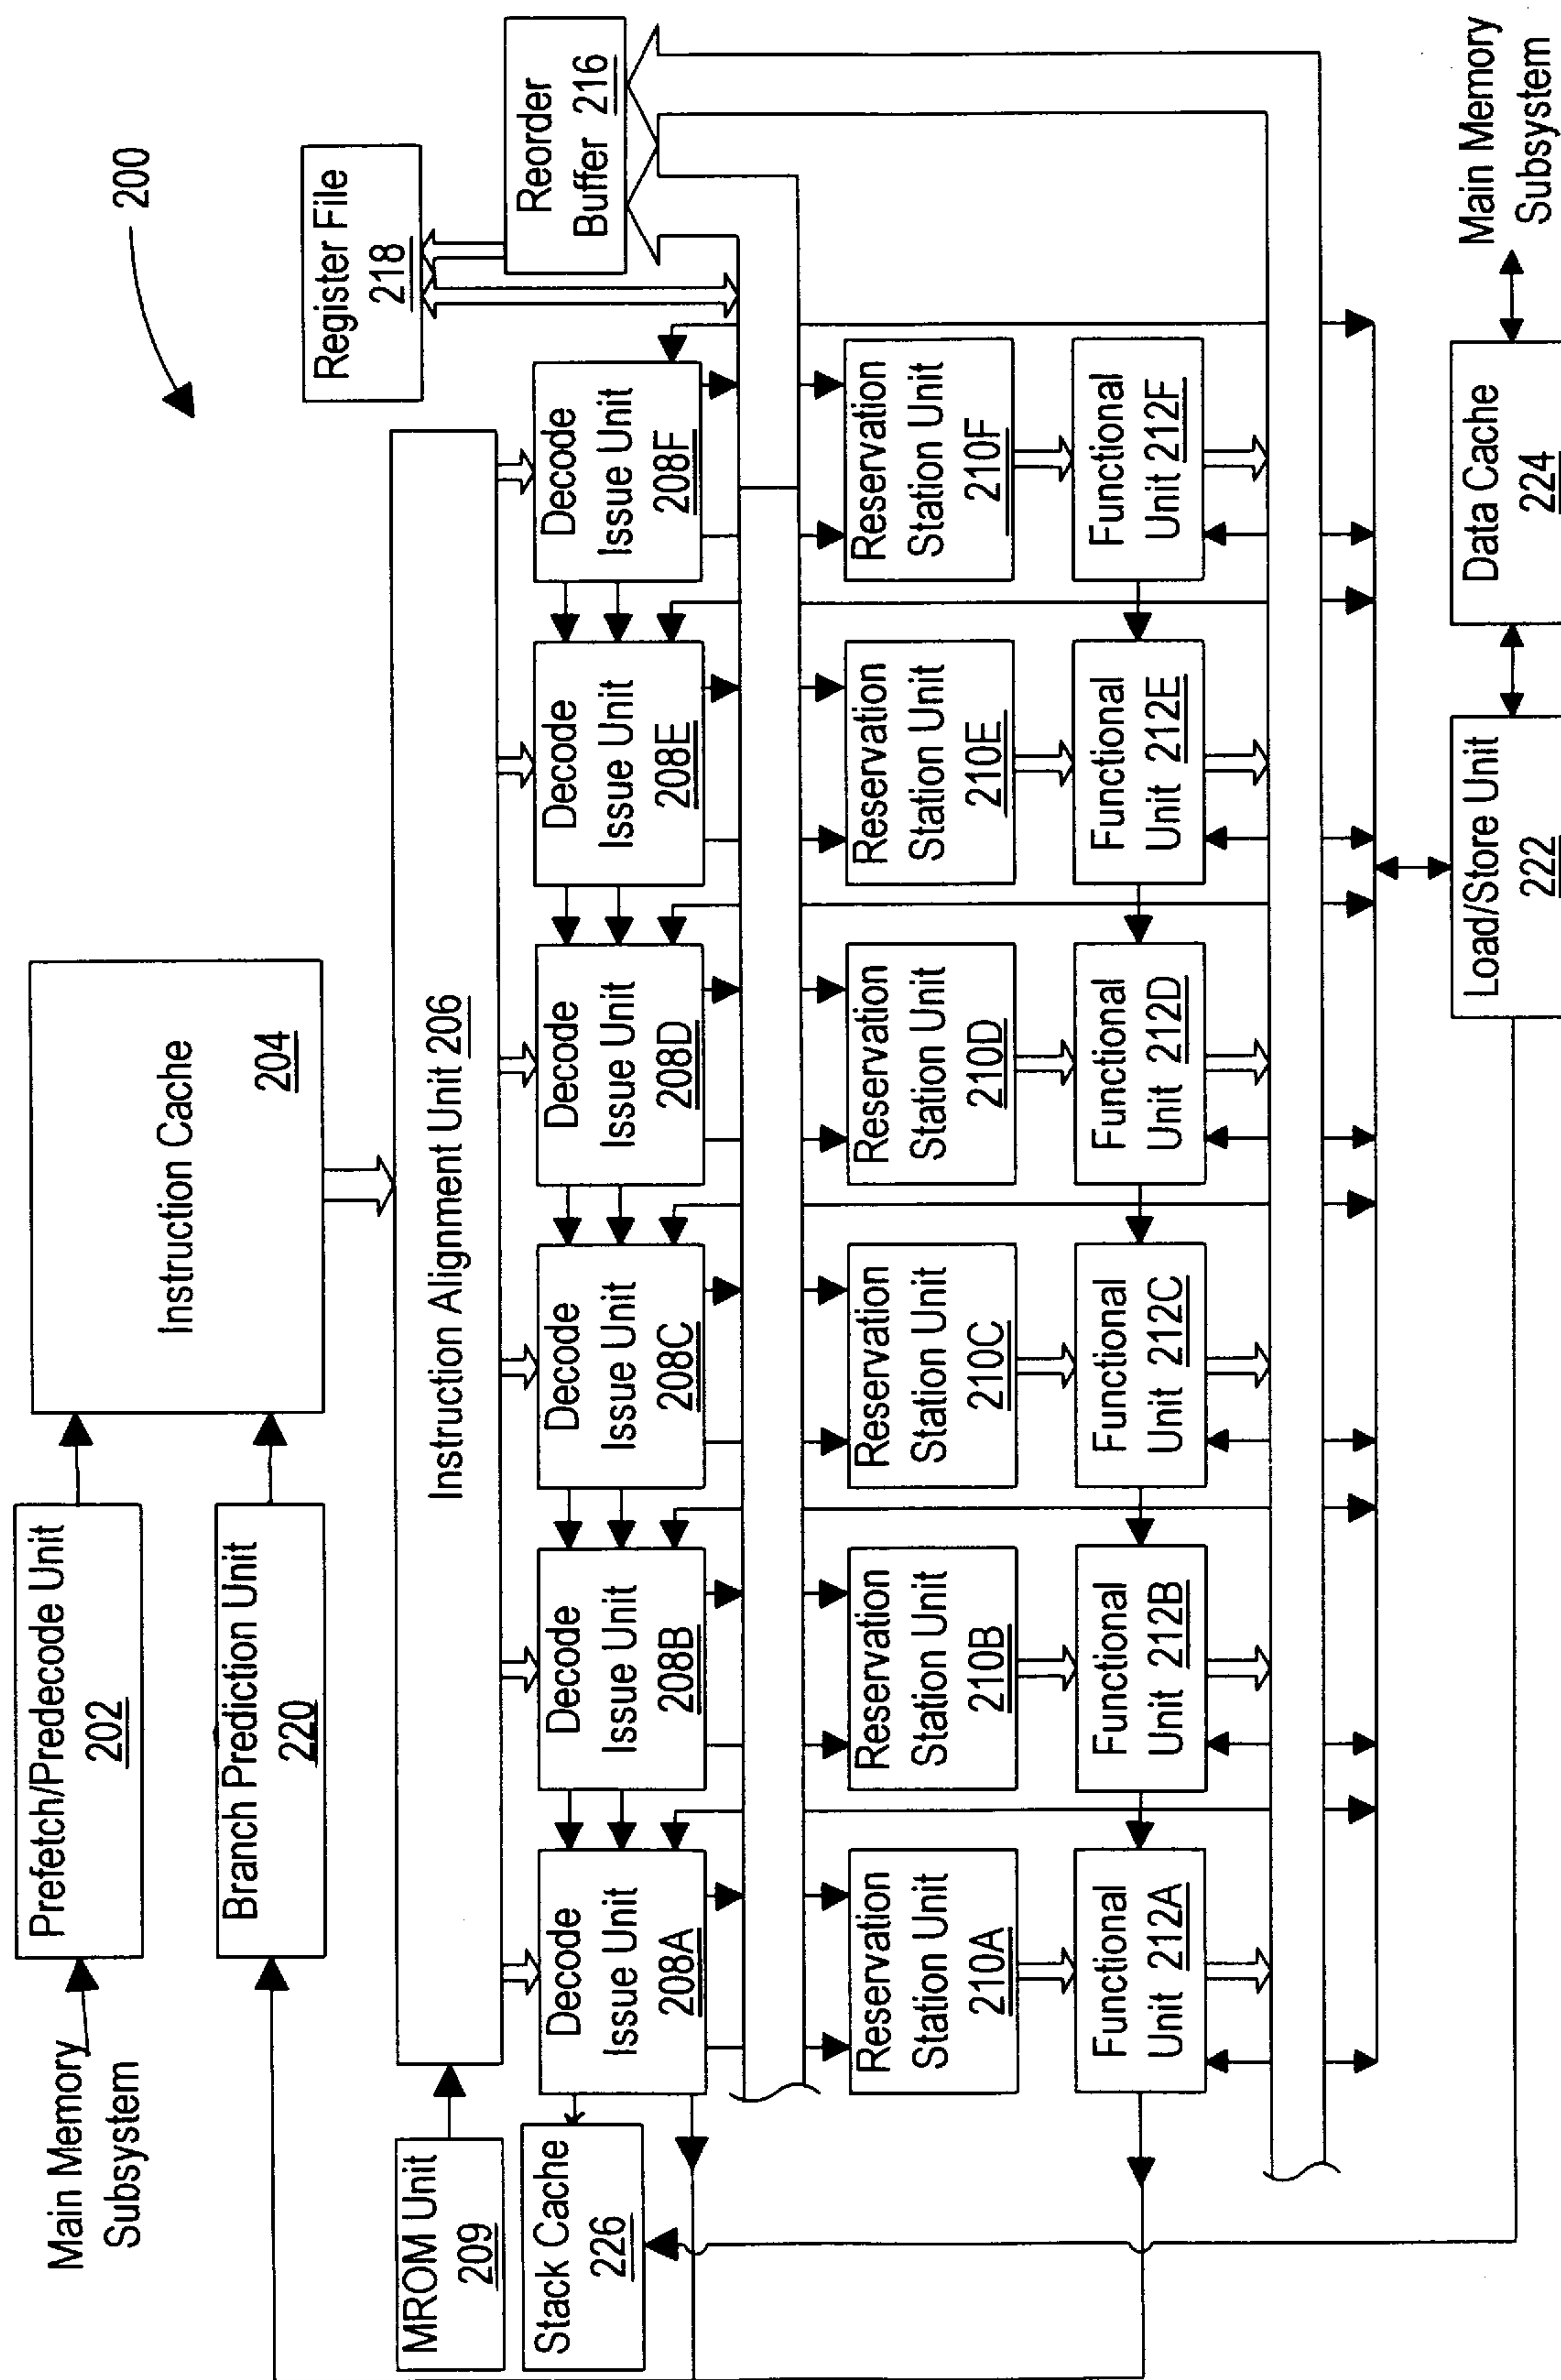 200
Main Memory
Subsystem
Prefetch/Predecode Unit
202
Branch Prediction Unit
220
Instruction Cache
204
Register File
218
MROM Unit
209
Instruction Alignment Unit 206
Reorder
Buffer 216
Stack Cache
226
Decode
Issue Unit
208A
Decode
Issue Unit
208B
Decode
Issue Unit
208C
Decode
Issue Unit
208D
Decode
Issue Unit
208E
Decode
Issue Unit
208F
Reservation
Station Unit
210A
Reservation
Station Unit
210B
Reservation
Station Unit
210C
Reservation
Station Unit
210D
Reservation
Station Unit
210E
Reservation
Station Unit
210F
Functional
Unit 212A
Functional
Unit 212B
Functional
Unit 212C
Functional
Unit 212D
Functional
Unit 212E
Functional
Unit 212F
Load/Store Unit
222
Data Cache
224
Main Memory
Subsystem